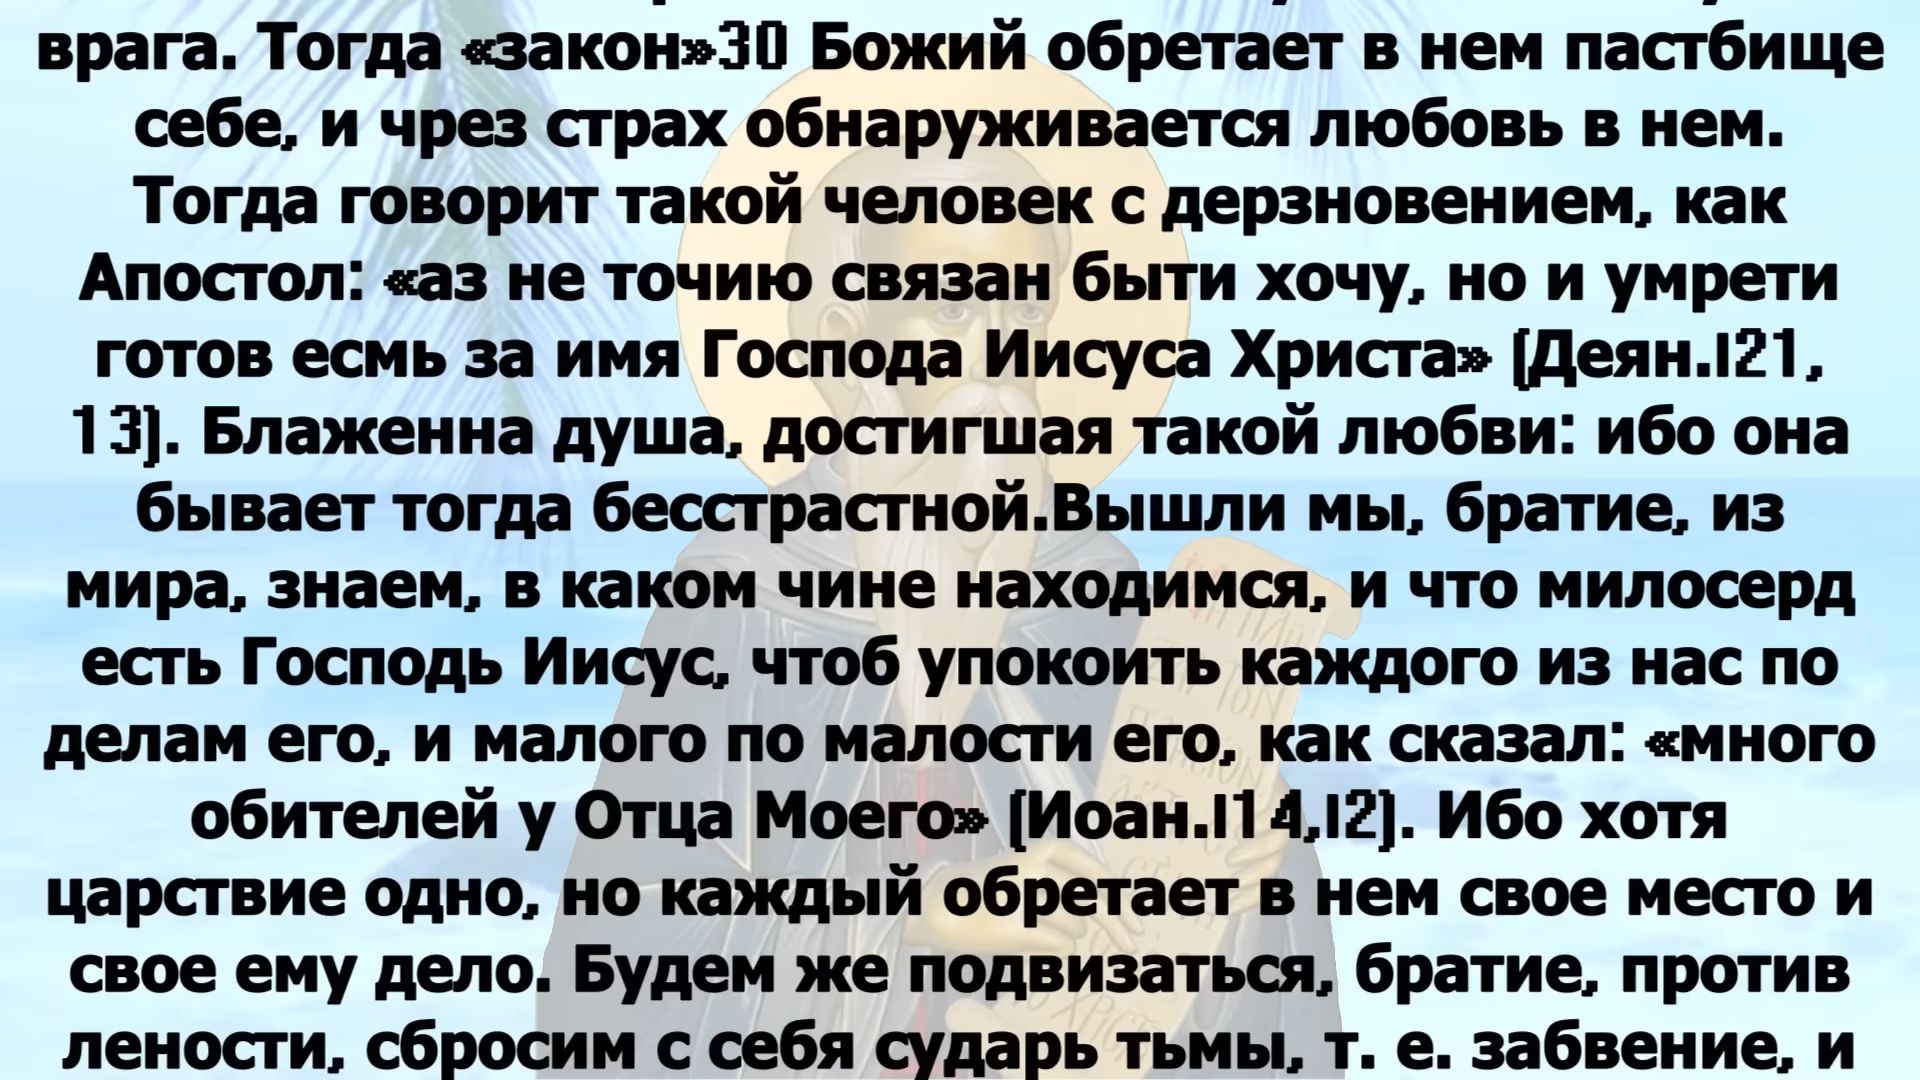 врага. Тогда «закон»30 Божий обретает в нем пастбище
себе, и чрез страх обнаруживается любовь в нем.
Тогда говорит такой человек с дерзновением, как
Апостол: «аз не точию связан быти хочу, но и умрети
готов есмь за имя Господа Иисуса Христа» (Деян.I21,
13). Блаженна душа, достигшая такой любви: ибо она
бывает тогда бесстрастной.Вышли мы, братие, из
мира, знаем, в каком чине находимся, и что милосерд
есть Господь Иисус, чтоб упокоить каждого из нас по
делам его, и малого по малости его, как сказал: «много
обителей у Отца Моего» (Иоан.I14,I2). Ибо хотя
царствие одно, но каждый обретает в нем свое место и
свое ему дело. Будем же подвизаться, братие, против
лености, сбросим с себя сударь тьмы, т. е. забвение, и